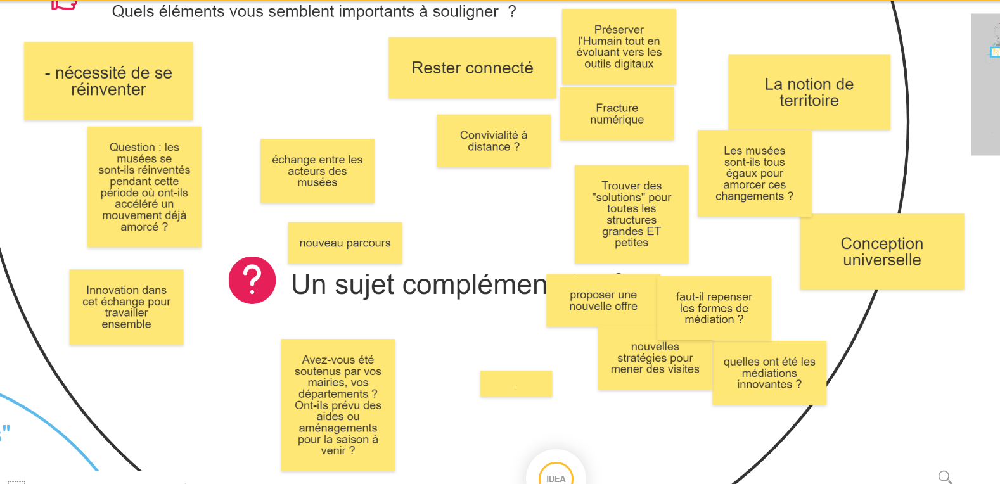 Quels éléments vous semblent importants à souligner ?
- nécessité de se
réinventer
Question : les
musées se
sont-ils réinventés
pendant cette
période où ont-ils
accéléré un
mouvement déjà
amorcé ?
échange entre les
acteurs des
musées
nouveau parcours
Innovation dans
cet échange pour
travailler
ensemble
Rester connecté
Convivialité à
distance ?
Préserver
l'Humain tout en
évoluant vers les
outils digitaux
Fracture
numérique
Trouver des
"solutions" pour
toutes les
structures
grandes ET
petites
La notion de
territoire
Les musées
sont-ils tous
égaux pour
amorcer ces
changements ?
Conception
universelle
?
Un sujet complémen
proposer une
nouvelle offre
faut-il repenser
les formes de
médiation ?
nouvelles
stratégies pour
mener des visites
quelles ont été les
médiations
innovantes ?
Avez-vous été
soutenus par vos
mairies, vos
départements ?
Ont-ils prévu des
aides ou
aménagements
pour la saison à
venir ?
.
IDEA